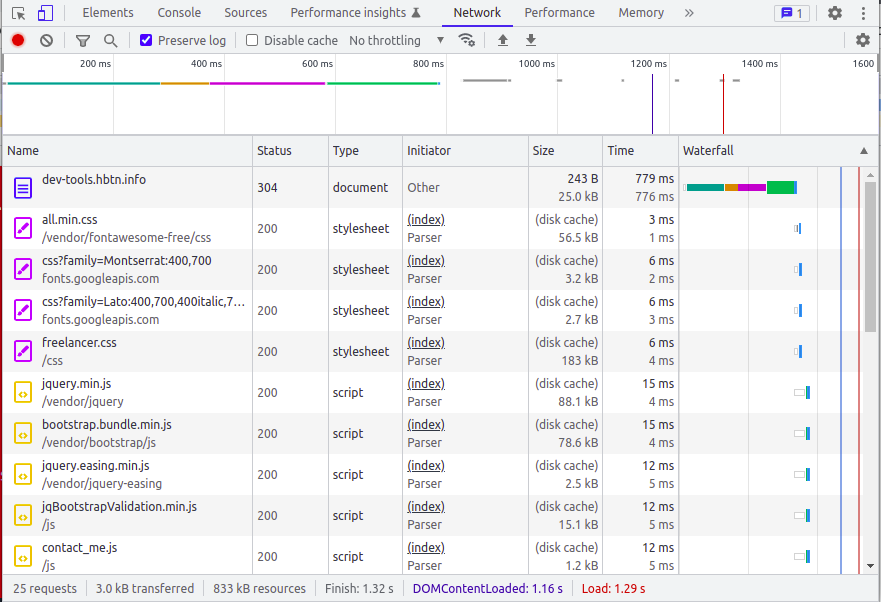 Elements Console Sources Performance insights Network Performance Memory » 1
Preserve log Disable cache No throttling
200 ms 400 ms 600 ms 800 ms 1000 ms 1200 ms 1400 ms 1600
Name Status Type Initiator Size Time Waterfall
dev-tools.hbtn.info 304 document Other 243 B 779 ms
25.0 kB 776 ms
all.min.css 200 stylesheet (index) (disk cache) 3 ms
/vendor/fontawesome-free/css Parser 56.5 kB 1 ms
css?family=Montserrat:400,700 200 stylesheet (index) (disk cache) 6 ms
fonts.googleapis.com Parser 3.2 kB 2 ms
css?family=Lato:400,700,400italic,7... 200 stylesheet (index) (disk cache) 6 ms
fonts.googleapis.com Parser 2.7 kB 3 ms
freelancer.css 200 stylesheet (index) (disk cache) 6 ms
/css Parser 183 kB 4 ms
jquery.min.js 200 script (index) (disk cache) 15 ms
/vendor/jquery Parser 88.1 kB 4 ms
bootstrap.bundle.min.js 200 script (index) (disk cache) 15 ms
/vendor/bootstrap/js Parser 78.6 kB 4 ms
jquery.easing.min.js 200 script (index) (disk cache) 12 ms
/vendor/jquery-easing Parser 2.5 kB 5 ms
jqBootstrapValidation.min.js 200 script (index) (disk cache) 12 ms
/js Parser 15.1 kB 5 ms
contact_me.js 200 script (index) (disk cache) 12 ms
/js Parser 1.2 kB 5 ms
25 requests 3.0 kB transferred 833 kB resources Finish: 1.32 s DOMContentLoaded: 1.16 s Load: 1.29 s